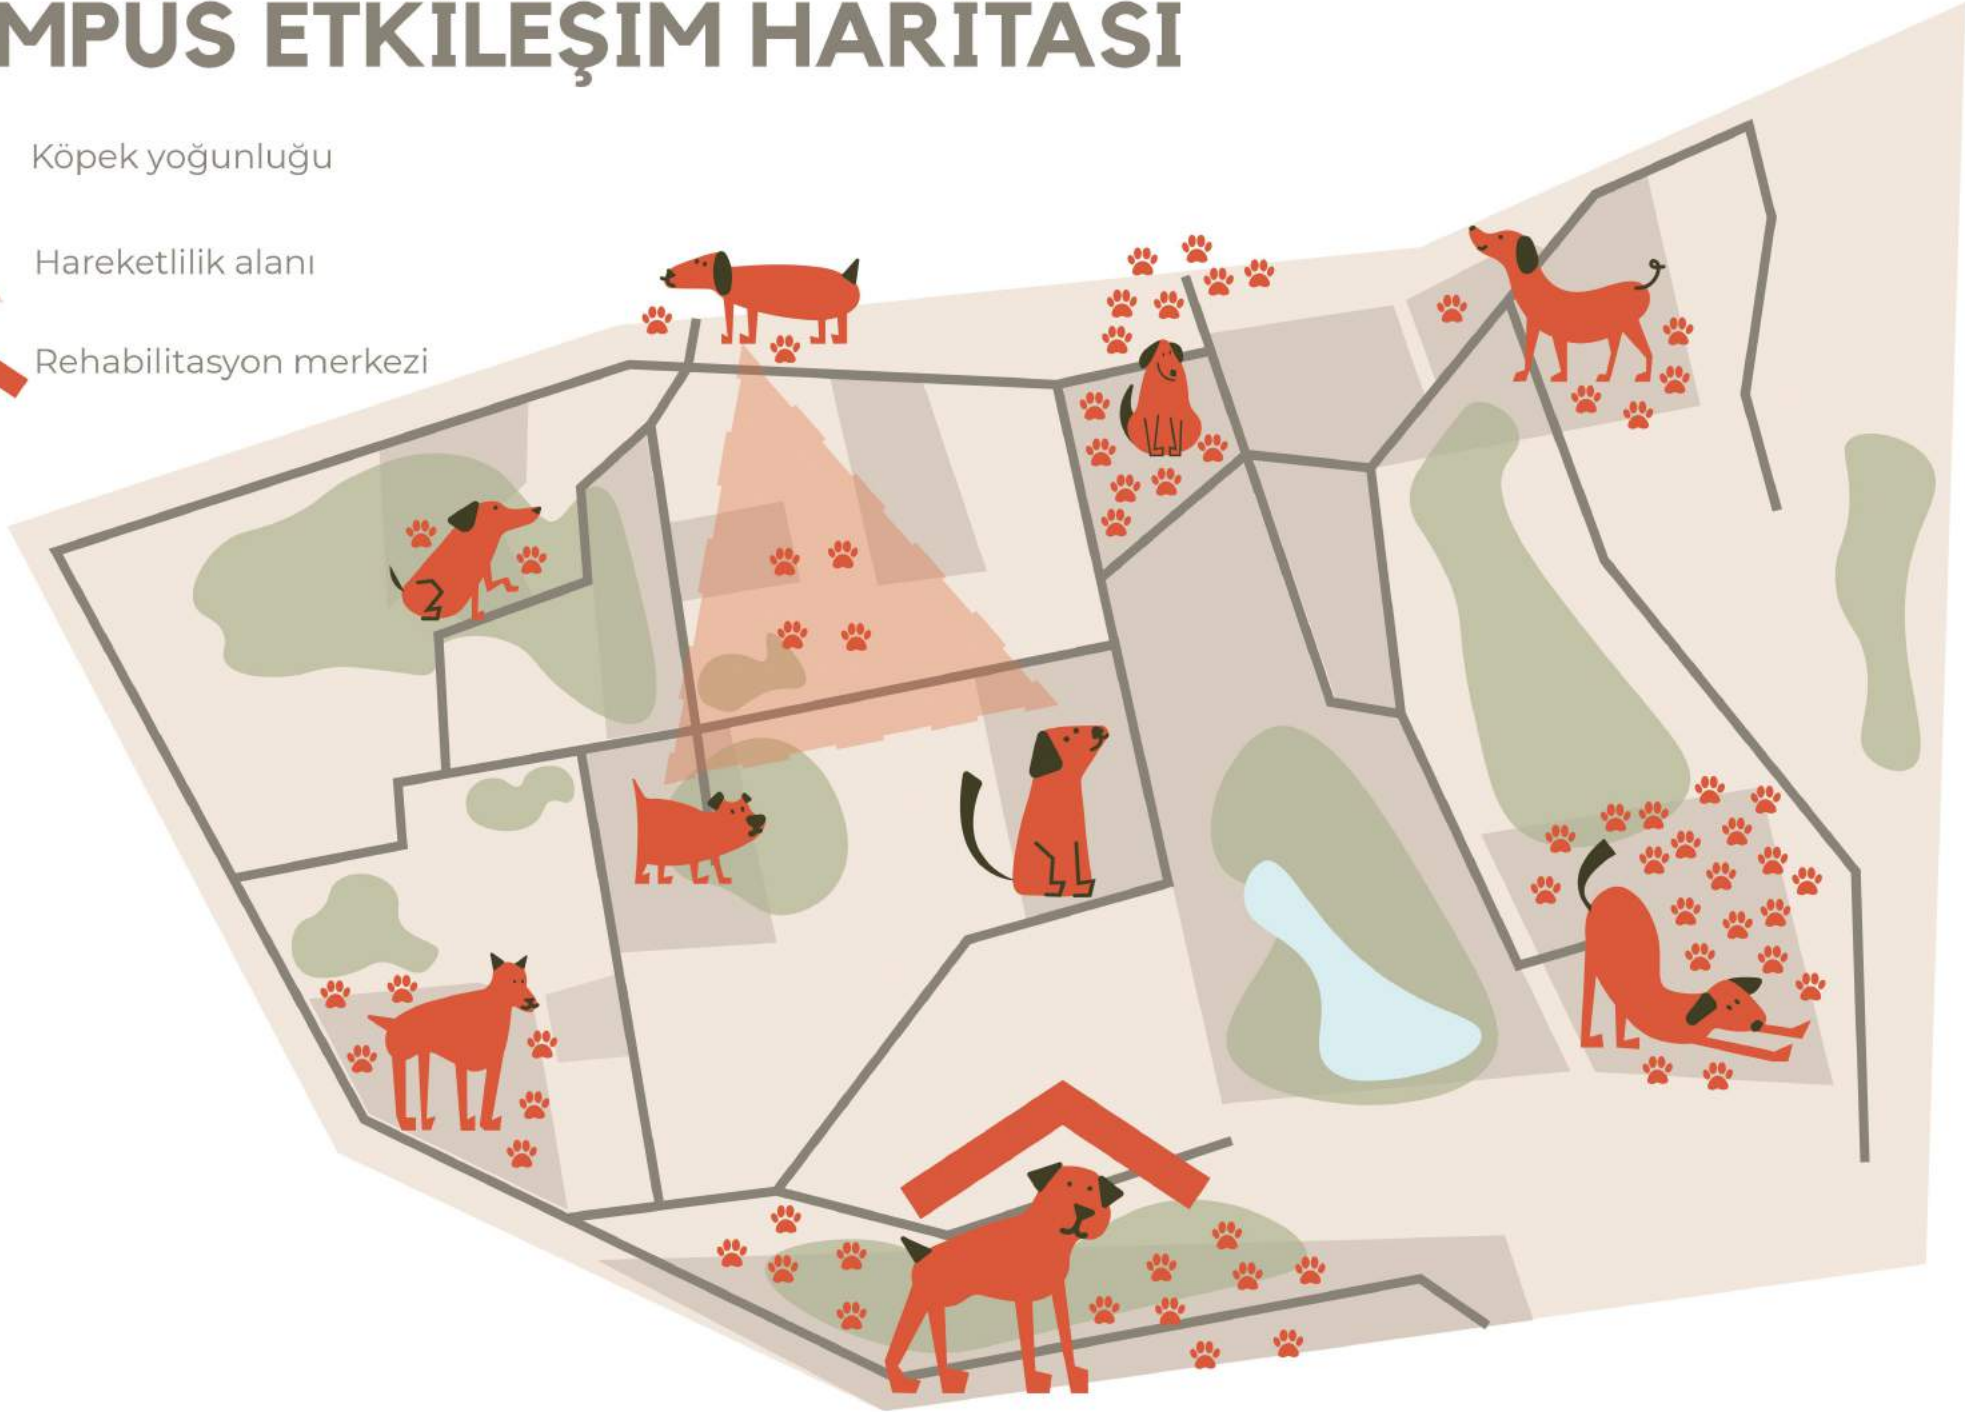 MPUS ETKİLEŞİM HARİTASI
Köpek yoğunluğu
Hareketlilik alanı
Rehabilitasyon merkezi